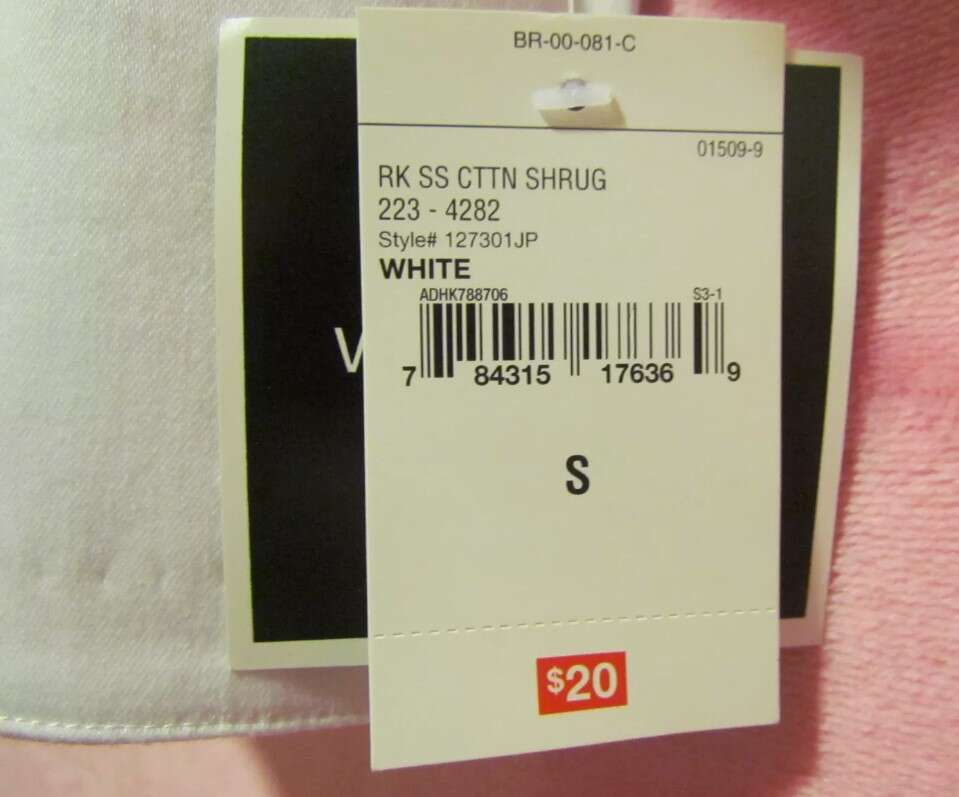 BR-00-081-C
01509-9
RK SS CTTN SHRUG
223 - 4282
Style# 127301JP
WHITE
ADHK788706 S3-1
7 84315 17636 9
S
$20